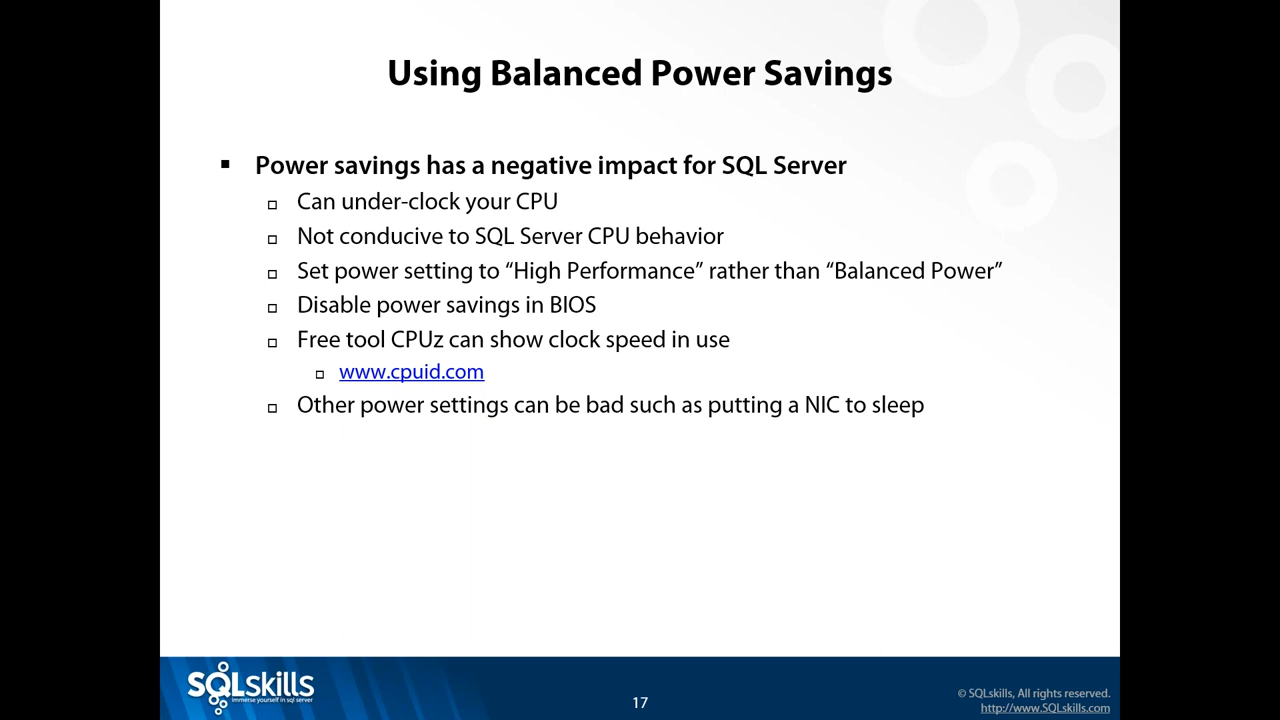 Using Balanced Power Savings
Power savings has a negative impact for SQL Server
Can under-clock your CPU
Not conducive to SQL Server CPU behavior
Set power setting to “High Performance” rather than “Balanced Power”
Disable power savings in BIOS
Free tool CPUz can show clock speed in use
www.cpuid.com
Other power settings can be bad such as putting a NIC to sleep
SQLskills
immerse yourself in sql server
17
© SQLskills, All rights reserved.
http://www.SQLskills.com